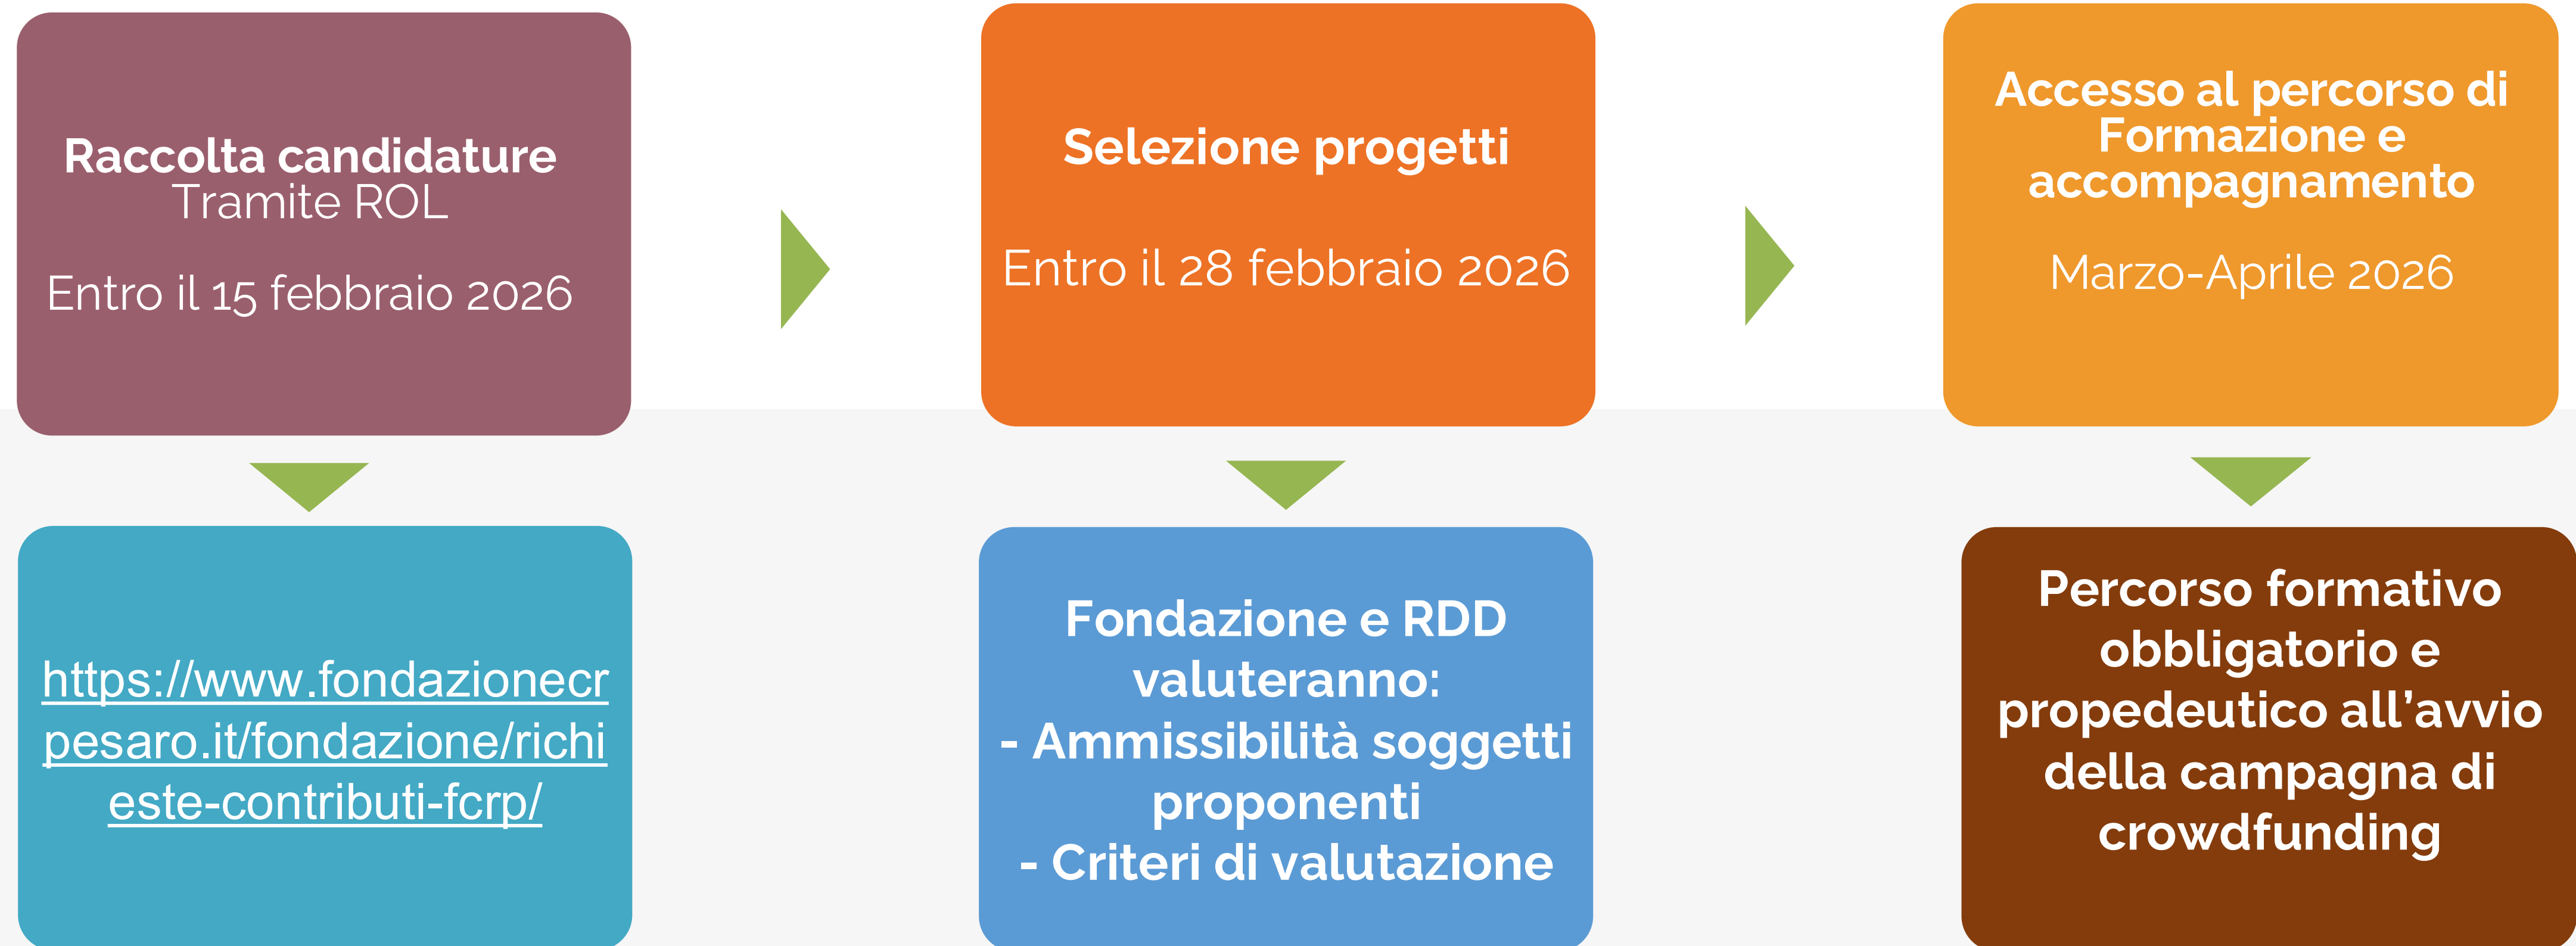 Raccolta candidature
Tramite ROL
Entro il 15 febbraio 2026
Selezione progetti
Entro il 28 febbraio 2026
Accesso al percorso di
Formazione e
accompagnamento
Marzo-Aprile 2026
https://www.fondazionecr
pesaro.it/fondazione/richi
este-contributi-fcrp/
Fondazione e RDD
valuteranno:
- Ammissibilità soggetti
proponenti
- Criteri di valutazione
Percorso formativo
obbligatorio e
propedeutico all’avvio
della campagna di
crowdfunding